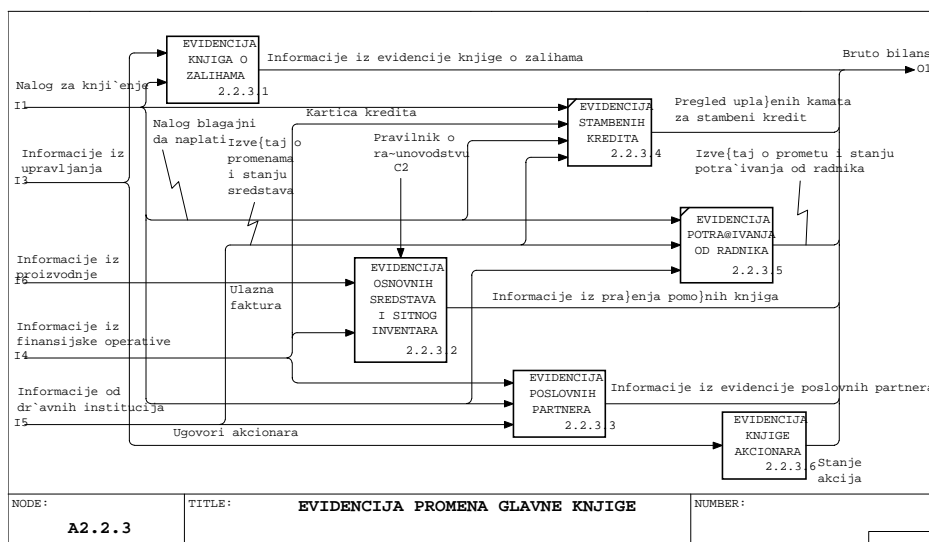 EVIDENCIJA
KNJIGA O
ZALIHAMA
2.2.3.1
Informacije iz evidencije knjige o zalihama
Bruto bilans
O1
Nalog za knji`enje
I1
Kartica kredita
EVIDENCIJA
STAMBENIH
KREDITA
2.2.3.4
Pregled upla}enih kamata
za stambeni kredit
Nalog blagajni
da naplati
Izve{taj o
promenama
i stanju
sredstava
Pravilnik o
ra~unovodstvu
C2
Informacije iz
upravljanja
I3
Izve{taj o prometu i stanju
potra`ivanja od radnika
EVIDENCIJA
POTRA@IVANJA
OD RADNIKA
2.2.3.5
Informacije iz
proizvodnje
I6
Ulazna
faktura
EVIDENCIJA
OSNOVNIH
SREDSTAVA
I SITNOG
INVENTARA
2.2.3.2
Informacije iz pra}enja pomo}nih knjiga
Informacije iz
finansijske operative
I4
EVIDENCIJA
POSLOVNIH
PARTNERA
2.2.3.3
Informacije iz evidencije poslovnih partnera
Informacije od
dr`avnih institucija
I5
Ugovori akcionara
EVIDENCIJA
KNJIGE
AKCIONARA
2.2.3.6
Stanje
akcija
NODE:
A2.2.3
TITLE:
EVIDENCIJA PROMENA GLAVNE KNJIGE
NUMBER: